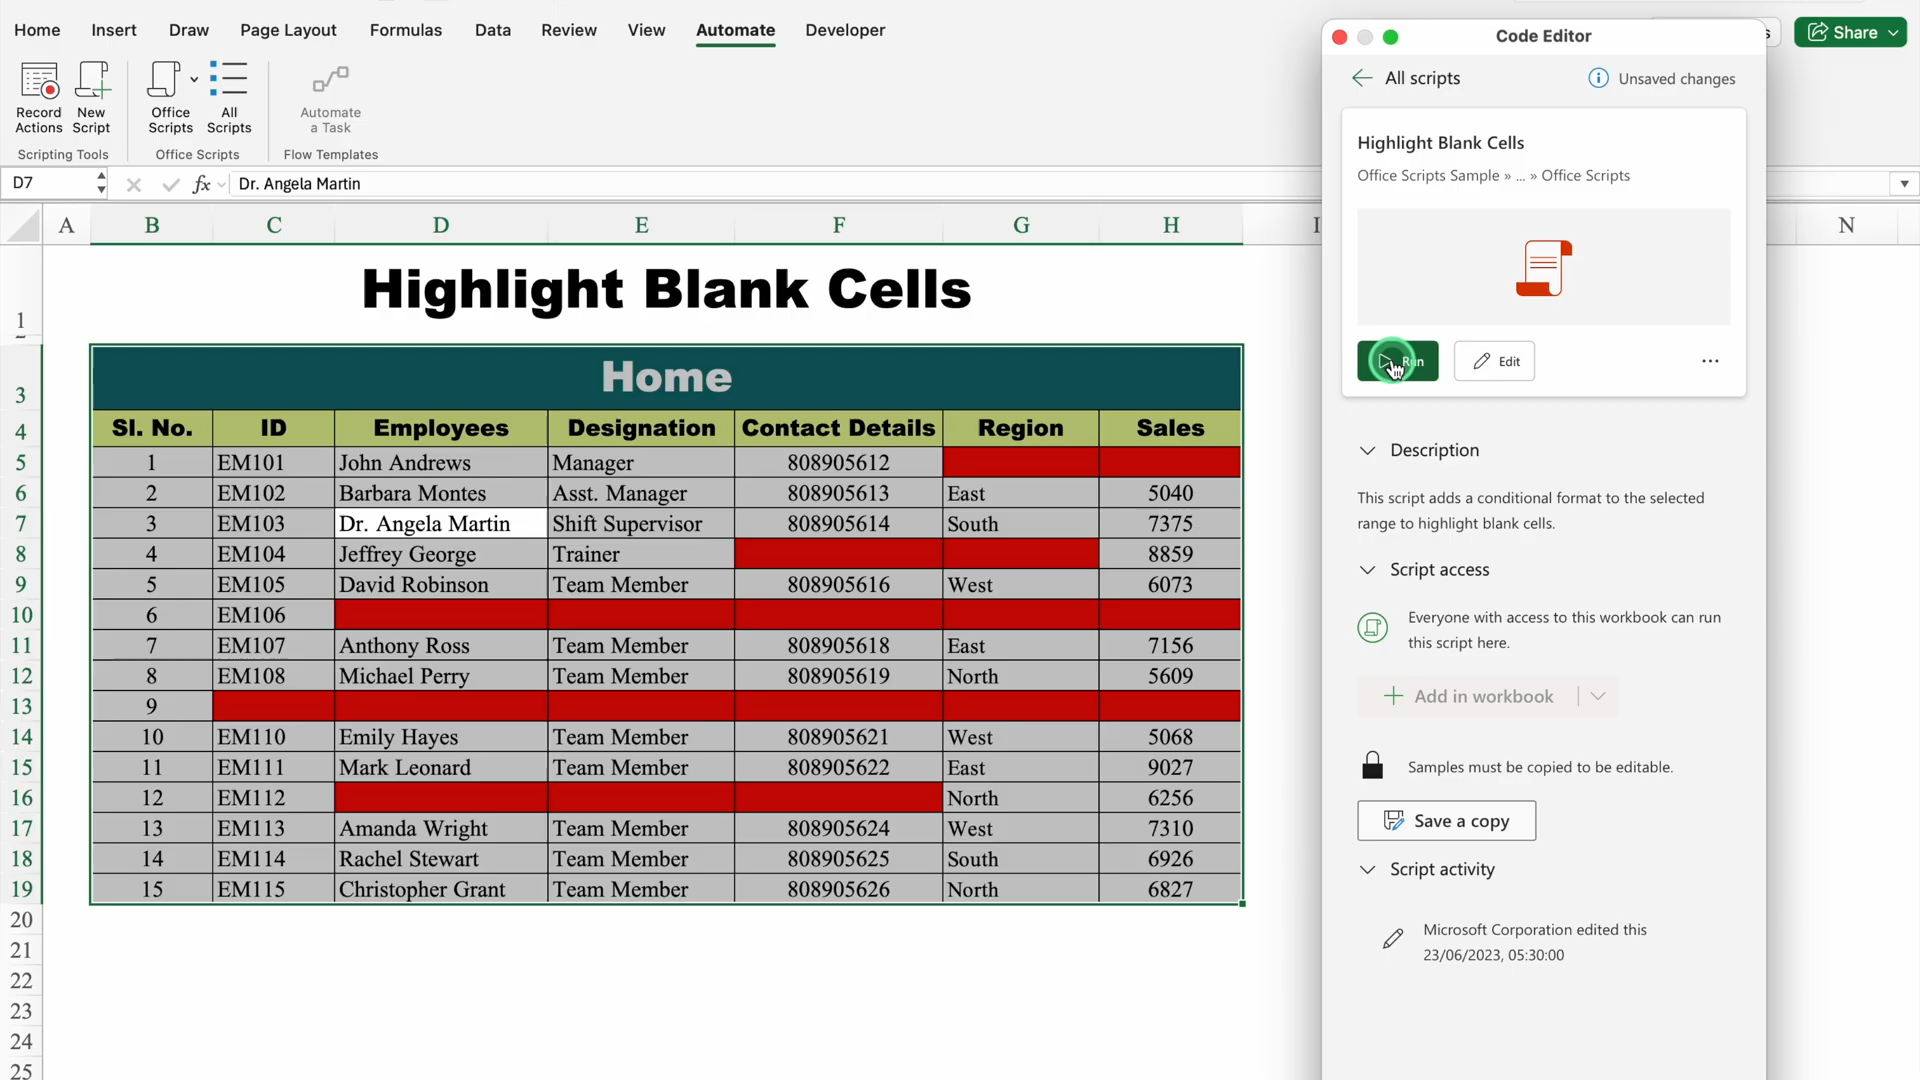 Home Insert Draw Page Layout Formulas Data Review View Automate Developer
Code Editor
s
Share
All scripts
Unsaved changes
Record Actions
New Script
Office Scripts
All Scripts
Automate a Task
Scripting Tools
Office Scripts
Flow Templates
D7
fx
Dr. Angela Martin
A B C D E F G H I N
Highlight Blank Cells
1
2
3 Home
4 Sl. No. ID Employees Designation Contact Details Region Sales
5 1 EM101 John Andrews Manager 808905612
6 2 EM102 Barbara Montes Asst. Manager 808905613 East 5040
7 3 EM103 Dr. Angela Martin Shift Supervisor 808905614 South 7375
8 4 EM104 Jeffrey George Trainer 8859
9 5 EM105 David Robinson Team Member 808905616 West 6073
10 6 EM106
11 7 EM107 Anthony Ross Team Member 808905618 East 7156
12 8 EM108 Michael Perry Team Member 808905619 North 5609
13 9
14 10 EM110 Emily Hayes Team Member 808905621 West 5068
15 11 EM111 Mark Leonard Team Member 808905622 East 9027
16 12 EM112 North 6256
17 13 EM113 Amanda Wright Team Member 808905624 West 7310
18 14 EM114 Rachel Stewart Team Member 808905625 South 6926
19 15 EM115 Christopher Grant Team Member 808905626 North 6827
20
21
22
23
24
25
Highlight Blank Cells
Office Scripts Sample » ... » Office Scripts
Run
Edit
Description
This script adds a conditional format to the selected
range to highlight blank cells.
Script access
Everyone with access to this workbook can run
this script here.
Add in workbook
Samples must be copied to be editable.
Save a copy
Script activity
Microsoft Corporation edited this
23/06/2023, 05:30:00